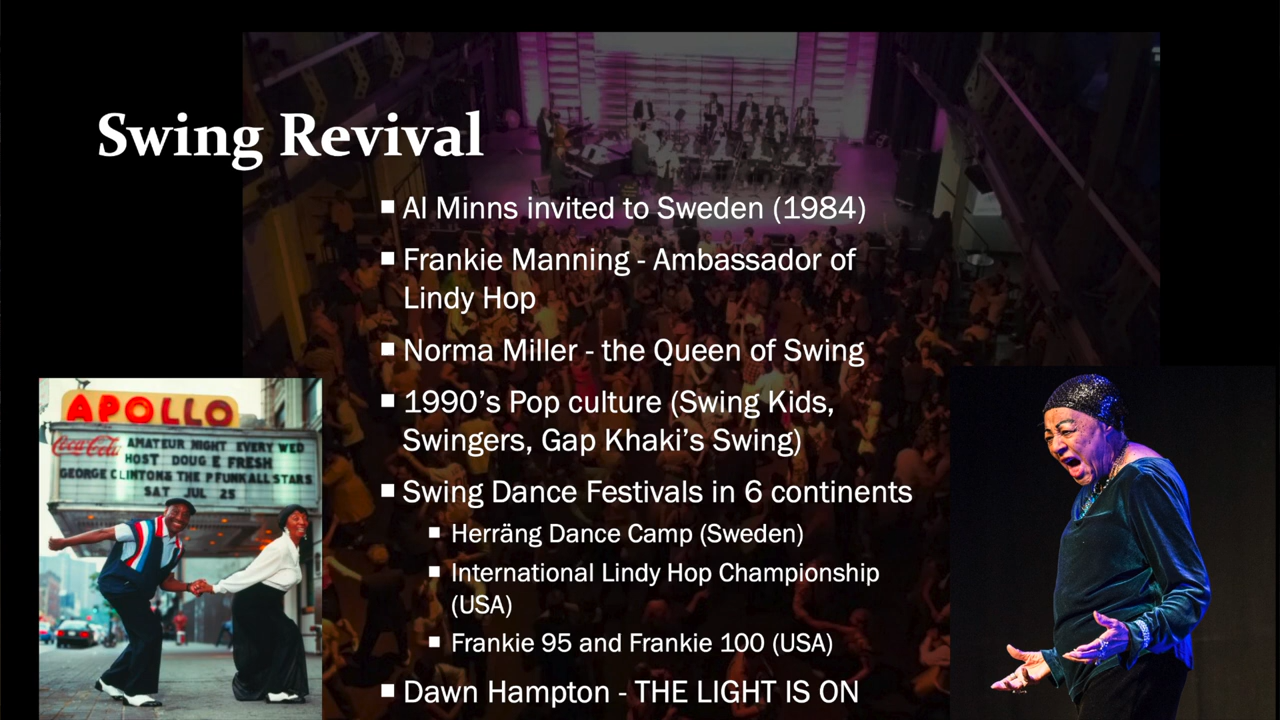 Swing Revival
Al Minns invited to Sweden (1984)
Frankie Manning - Ambassador of
Lindy Hop
Norma Miller - the Queen of Swing
1990’s Pop culture (Swing Kids,
Swingers, Gap Khaki’s Swing)
Swing Dance Festivals in 6 continents
Herräng Dance Camp (Sweden)
International Lindy Hop Championship
(USA)
Frankie 95 and Frankie 100 (USA)
Dawn Hampton - THE LIGHT IS ON
APOLLO
Coca-Cola AMATEUR NIGHT EVERY WED
HOST DOUG E FRESH
GEORGE CLINTON & THE P FUNK ALL STARS
SAT JUL 25